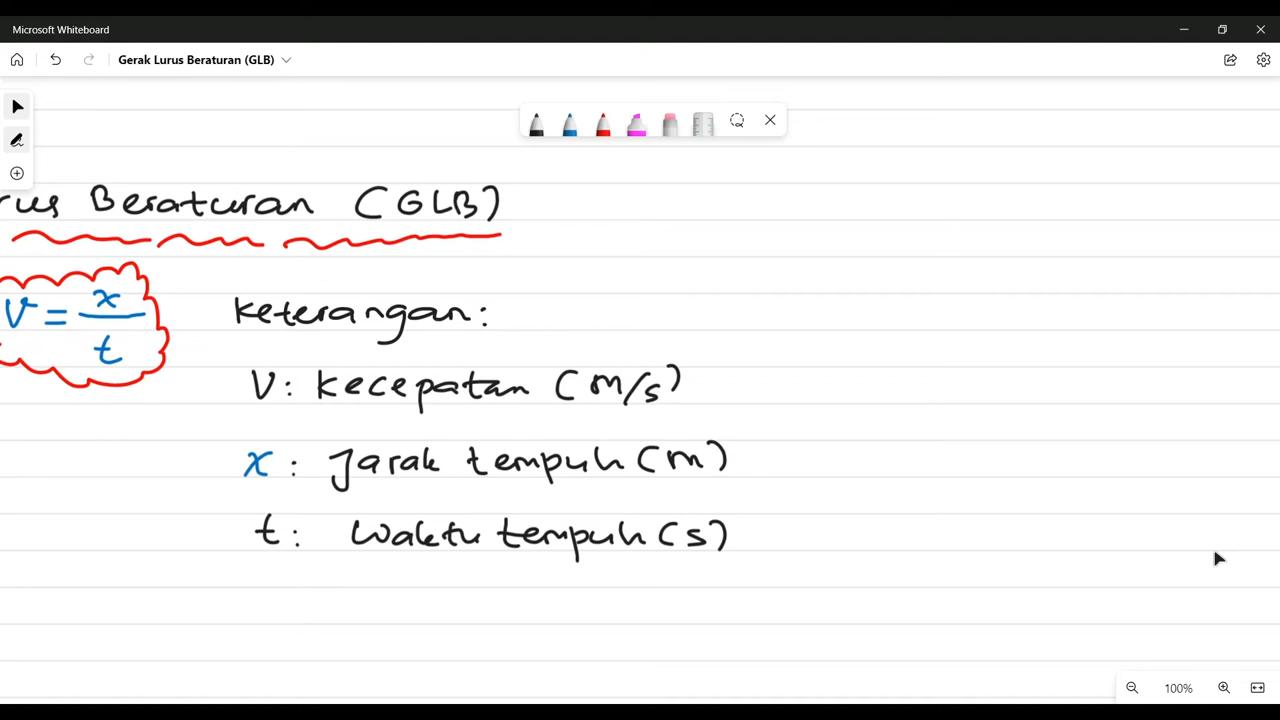 Microsoft Whiteboard
Gerak Lurus Beraturan (GLB)
rus Beraturan (GLB)
V = x / t
Keterangan:
V: Kecepatan (m/s)
x: Jarak tempuh (m)
t: Waktu tempuh (s)
100%